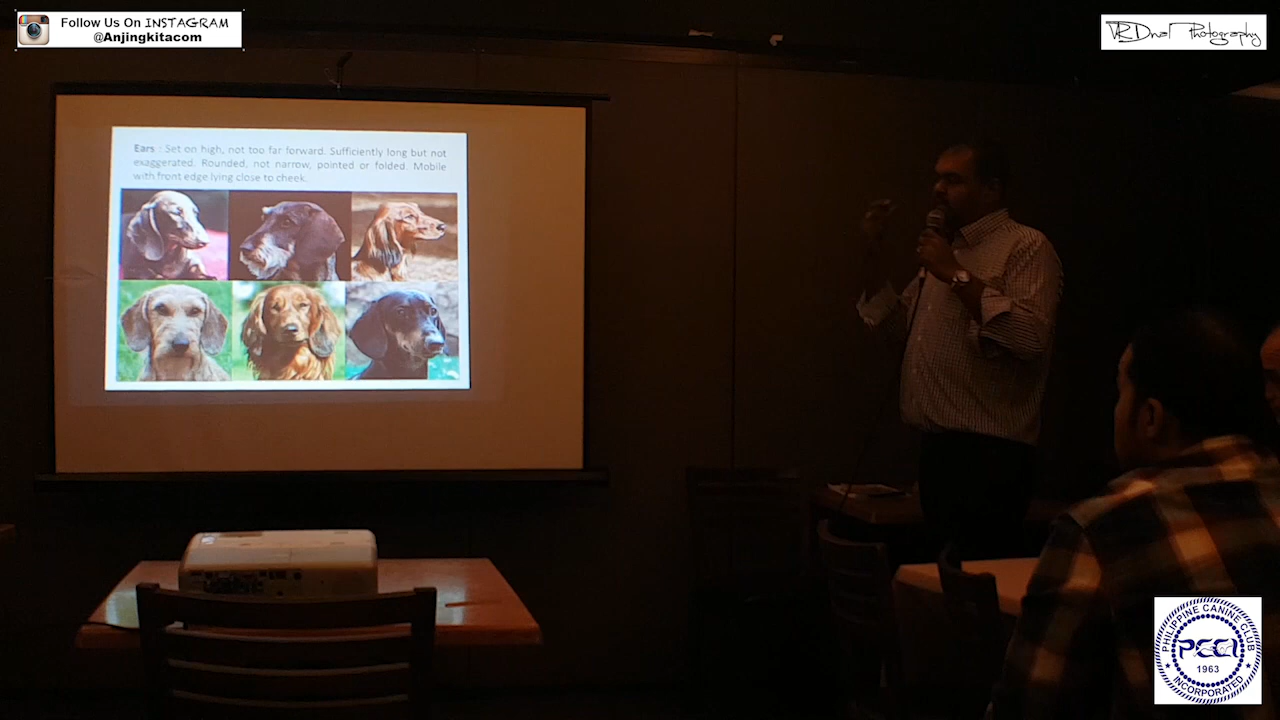 Follow Us On INSTAGRAM
@Anjingkitacom
VRDwal Photography
Ears : Set on high, not too far forward. Sufficiently long but not
exaggerated. Rounded, not narrow, pointed or folded. Mobile
with front edge lying close to cheek.
PHILIPPINE CANINE CLUB
PCCI
1963
INCORPORATED